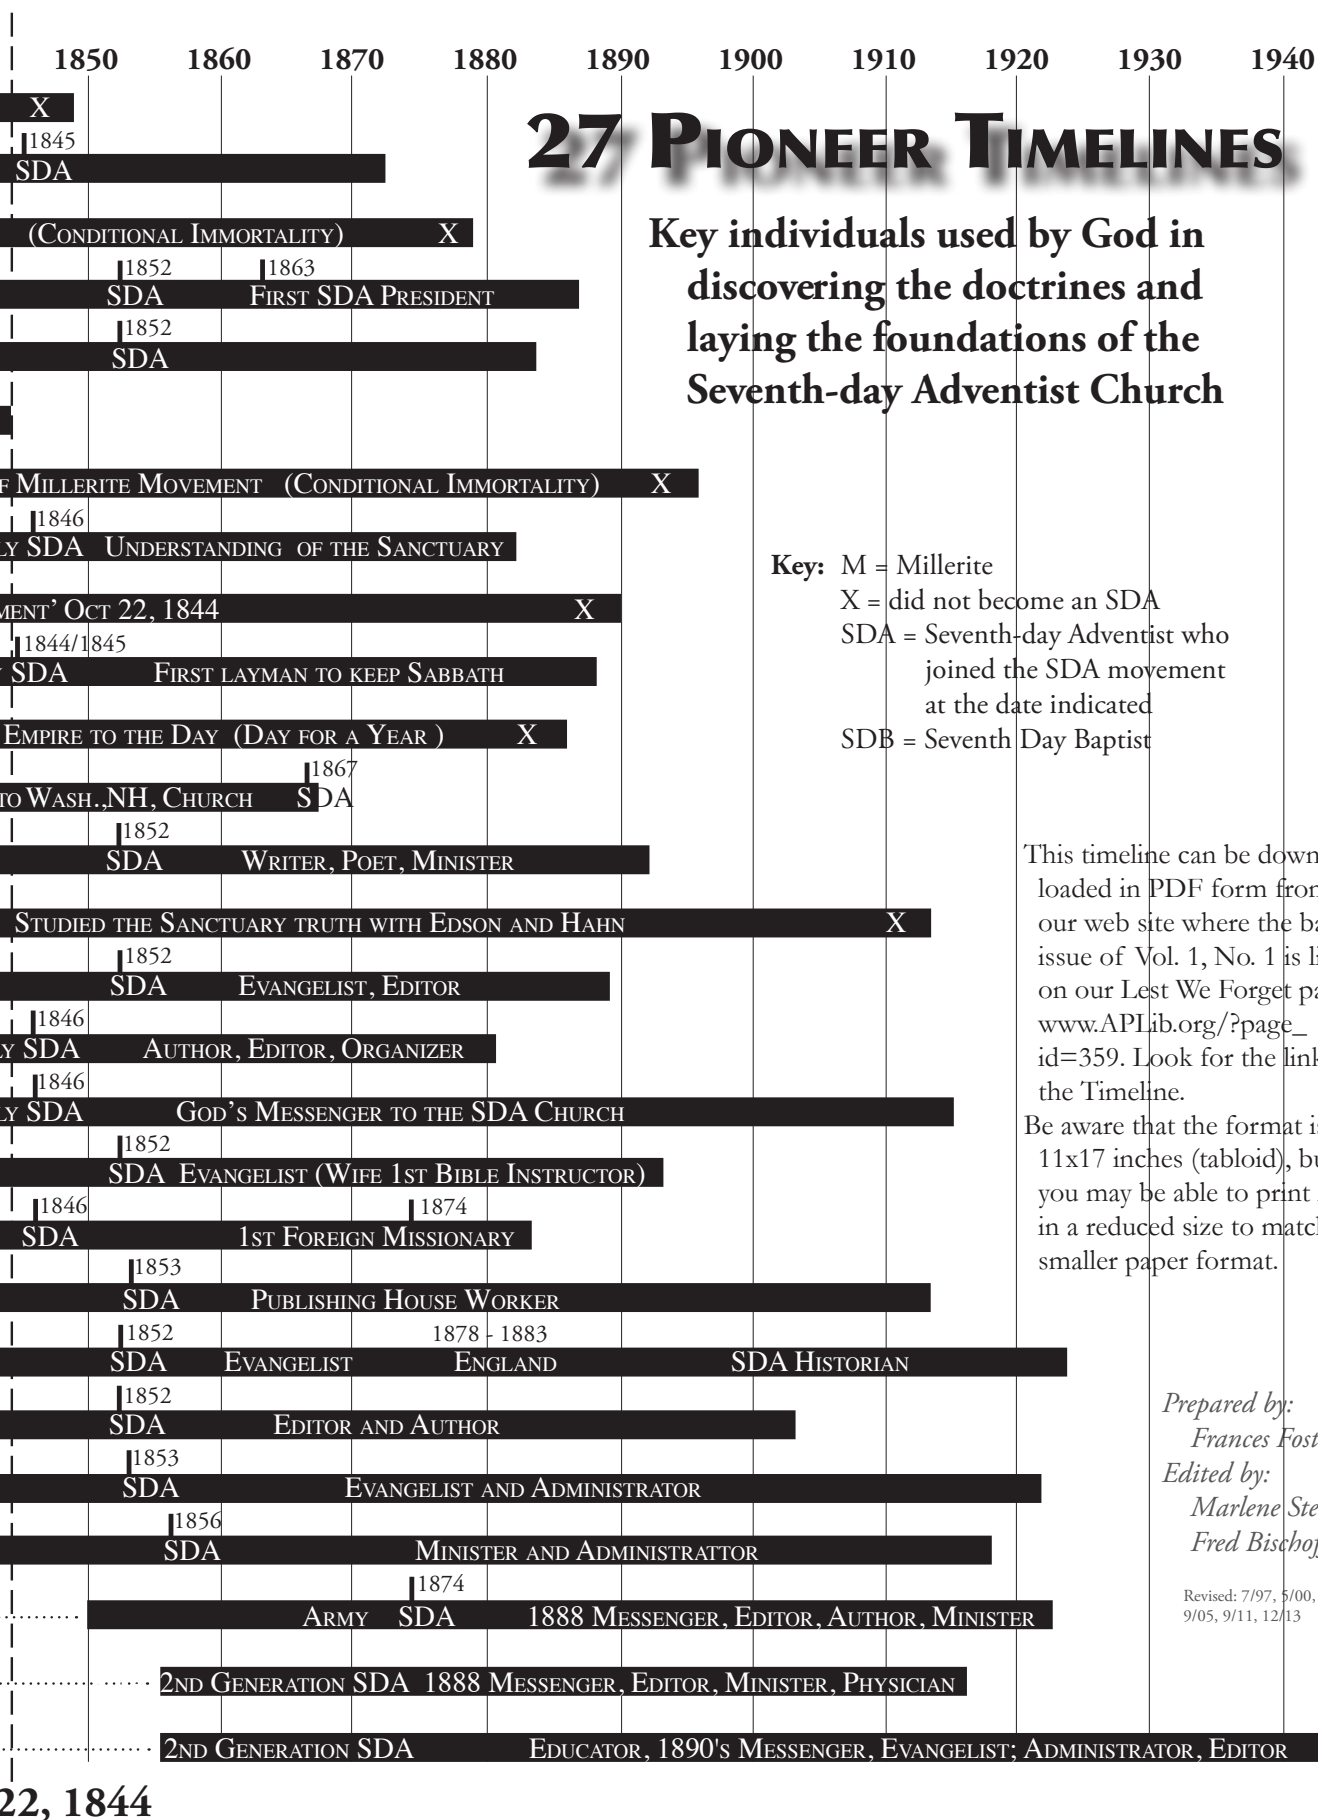 1850 1860 1870 1880 1890 1900 1910 1920 1930 1940
X
27 PIONEER TIMELINES
1845
SDA
Key individuals used by God in
discovering the doctrines and
laying the foundations of the
Seventh-day Adventist Church
(CONDITIONAL IMMORTALITY) X
1852 1863
SDA FIRST SDA PRESIDENT
1852
SDA
F MILLERITE MOVEMENT (CONDITIONAL IMMORTALITY) X
1846
LY SDA UNDERSTANDING OF THE SANCTUARY
Key: M = Millerite
X = did not become an SDA
SDA = Seventh-day Adventist who
joined the SDA movement
at the date indicated
SDB = Seventh Day Baptist
MENT’ OCT 22, 1844 X
1844/1845
SDA FIRST LAYMAN TO KEEP SABBATH
EMPIRE TO THE DAY (DAY FOR A YEAR ) X
1867
TO WASH.,NH, CHURCH SDA
1852
SDA WRITER, POET, MINISTER
This timeline can be down
loaded in PDF form from
our web site where the ba
issue of Vol. 1, No. 1 is li
on our Lest We Forget pa
www.APLib.org/?page_
id=359. Look for the link
the Timeline.
Be aware that the format is
11x17 inches (tabloid), bu
you may be able to print
in a reduced size to match
smaller paper format.
STUDIED THE SANCTUARY TRUTH WITH EDSON AND HAHN X
1852
SDA EVANGELIST, EDITOR
1846
LY SDA AUTHOR, EDITOR, ORGANIZER
1846
LY SDA GOD’S MESSENGER TO THE SDA CHURCH
1852
SDA EVANGELIST (WIFE 1ST BIBLE INSTRUCTOR)
1846 1874
SDA 1ST FOREIGN MISSIONARY
1853
SDA PUBLISHING HOUSE WORKER
1852 1878 - 1883
SDA EVANGELIST ENGLAND SDA HISTORIAN
1852
SDA EDITOR AND AUTHOR
1853
SDA EVANGELIST AND ADMINISTRATOR
1856
SDA MINISTER AND ADMINISTRATTOR
1874
ARMY SDA 1888 MESSENGER, EDITOR, AUTHOR, MINISTER
Prepared by:
Frances Fost
Edited by:
Marlene Ste
Fred Bischof
Revised: 7/97, 5/00,
9/05, 9/11, 12/13
2ND GENERATION SDA 1888 MESSENGER, EDITOR, MINISTER, PHYSICIAN
2ND GENERATION SDA EDUCATOR, 1890's MESSENGER, EVANGELIST; ADMINISTRATOR, EDITOR
22, 1844